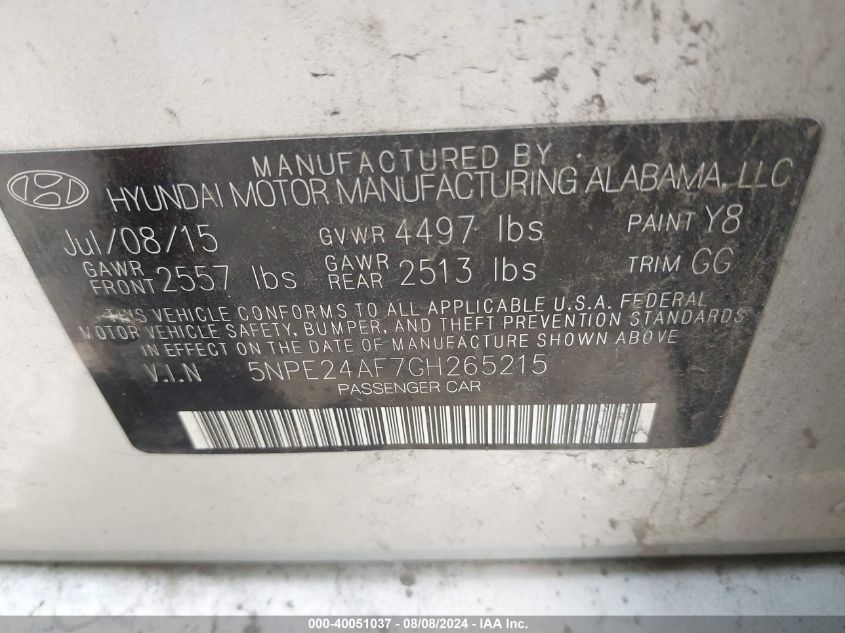 MANUFACTURED BY
HYUNDAI MOTOR MANUFACTURING ALABAMA, LLC
Jul/08/15 GVWR 4497 lbs PAINT Y8
GAWR FRONT 2557 lbs GAWR REAR 2513 lbs TRIM GG
THIS VEHICLE CONFORMS TO ALL APPLICABLE U.S.A. FEDERAL
MOTOR VEHICLE SAFETY, BUMPER, AND THEFT PREVENTION STANDARDS
IN EFFECT ON THE DATE OF MANUFACTURE SHOWN ABOVE
V.I.N 5NPE24AF7GH265215
PASSENGER CAR
000-40051037 - 08/08/2024 - IAA Inc.